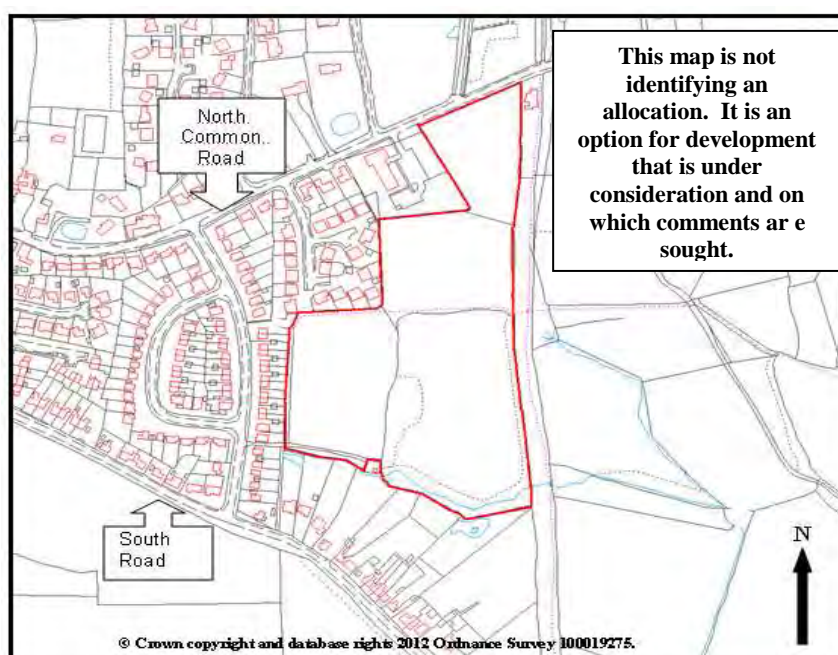 This map is not
identifying an
allocation. It is an
option for development
that is under
consideration and on
which comments ar e
sought.
North
Common
Road
South
Road
N
© Crown copyright and database rights 2012 Ordnance Survey 100019275.